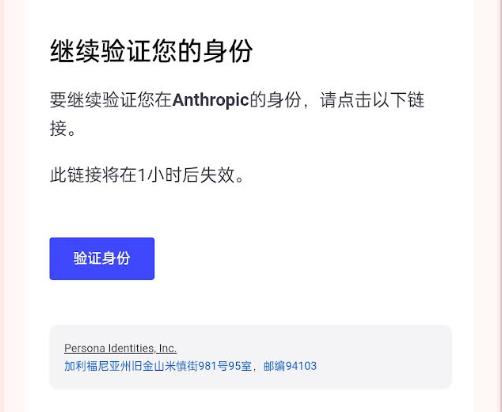 继续验证您的身份
要继续验证您在Anthropic的身份，请点击以下链
接。
此链接将在1小时后失效。
验证身份
Persona Identities, Inc.
加利福尼亚州旧金山米慎街981号95室，邮编94103